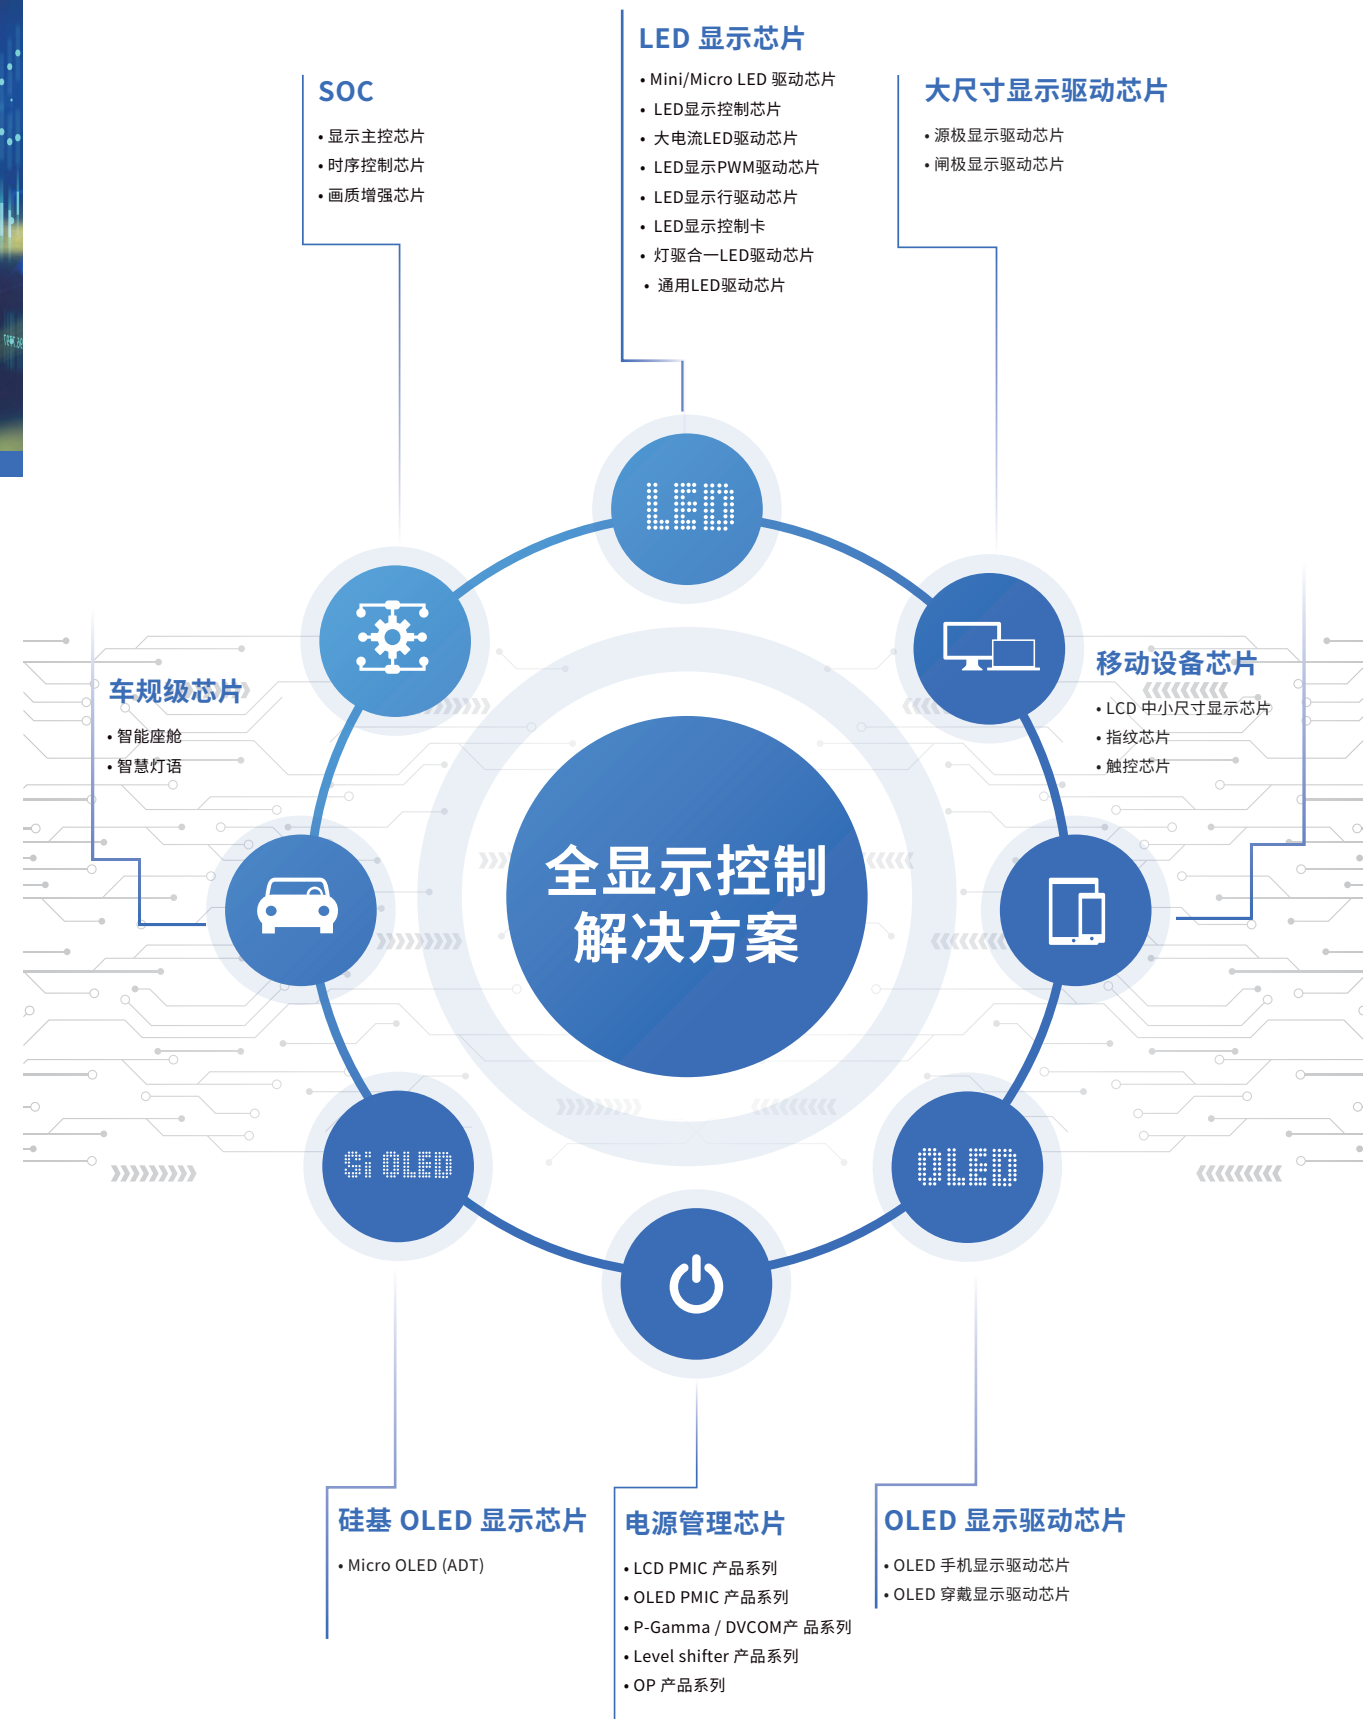 LED 显示芯片
• Mini/Micro LED 驱动芯片
• LED显示控制芯片
• 大电流LED驱动芯片
• LED显示PWM驱动芯片
• LED显示行驱动芯片
• LED显示控制卡
• 灯驱合一LED驱动芯片
• 通用LED驱动芯片
SOC
• 显示主控芯片
• 时序控制芯片
• 画质增强芯片
大尺寸显示驱动芯片
• 源极显示驱动芯片
• 闸极显示驱动芯片
LED
车规级芯片
• 智能座舱
• 智慧灯语
移动设备芯片
• LCD 中小尺寸显示芯片
• 指纹芯片
• 触控芯片
全显示控制
解决方案
Si OLED
OLED
硅基 OLED 显示芯片
• Micro OLED (ADT)
电源管理芯片
• LCD PMIC 产品系列
• OLED PMIC 产品系列
• P-Gamma / DVCOM产 品系列
• Level shifter 产品系列
• OP 产品系列
OLED 显示驱动芯片
• OLED 手机显示驱动芯片
• OLED 穿戴显示驱动芯片